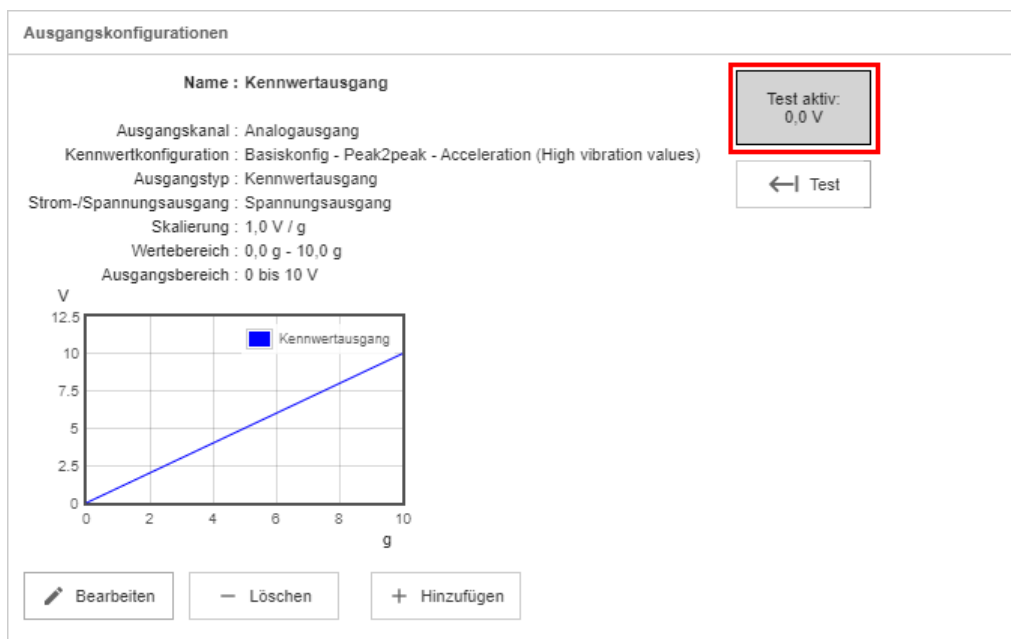 Ausgangskonfigurationen
Name : Kennwertausgang
Test aktiv:
0,0 V
Ausgangskanal : Analogausgang
Kennwertkonfiguration : Basiskonfig - Peak2peak - Acceleration (High vibration values)
Test
Ausgangstyp : Kennwertausgang
Strom-/Spannungsausgang : Spannungsausgang
Skalierung : 1,0 V / g
Wertebereich : 0,0 g - 10,0 g
Ausgangsbereich : 0 bis 10 V
V
12.5
Kennwertausgang
10
7.5
5
2.5
0
0 2 4 6 8 10
g
Bearbeiten
Löschen
Hinzufügen